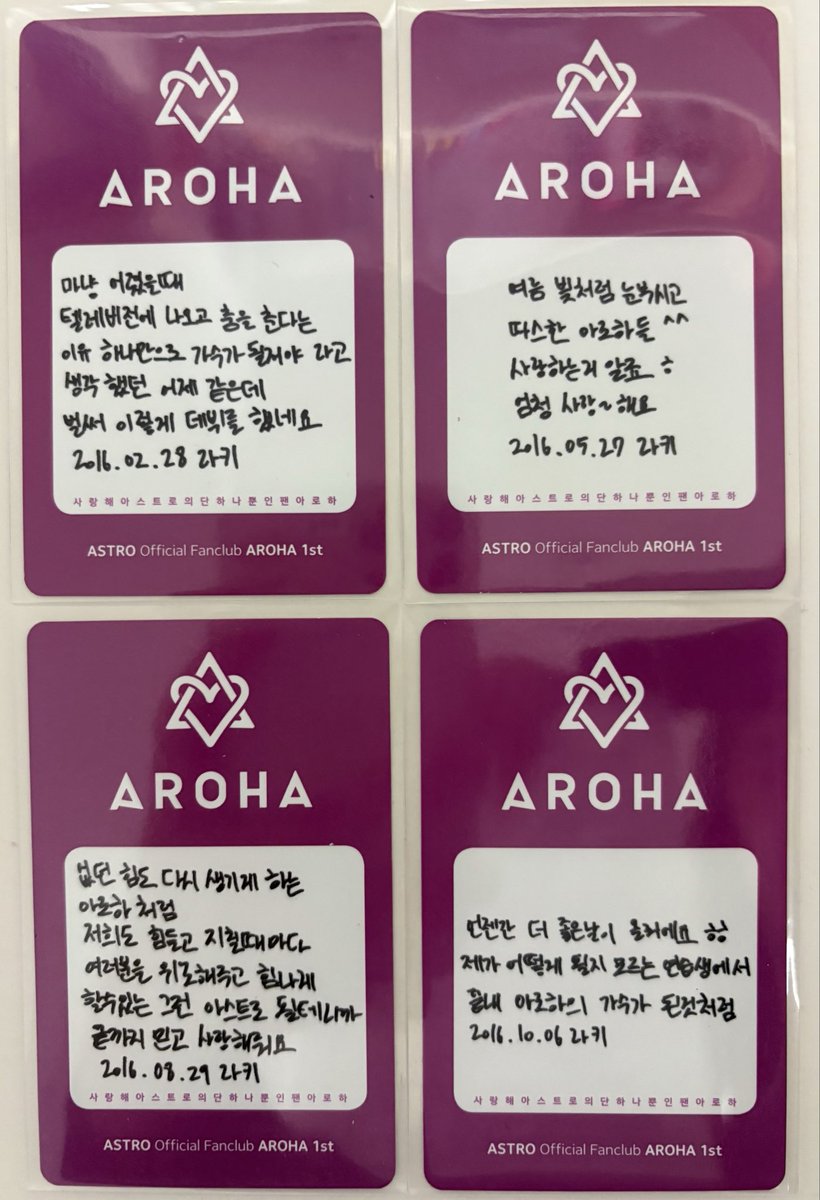 AROHA
마냥 어렸을때
텔레비전에 나오고 춤을 춘다는
이유 하나만으로 가수가 될거야 라고
생각 했던 어제 같은데
벌써 이렇게 데뷔를 했네요
2016.02.28 라키
사랑해아스트로의단하나뿐인팬아로하
ASTRO Official Fanclub AROHA 1st
AROHA
여름 빛처럼 눈부시고
따스한 아로하들 ^^
사랑하는거 알죠 ㅎ
엄청 사랑~해요
2016.05.27 라키
사랑해아스트로의단하나뿐인팬아로하
ASTRO Official Fanclub AROHA 1st
AROHA
없던 힘도 다시 생기게 하는
아로하 처럼
저희도 힘들고 지칠때마다
여러분을 위로해주고 힘나게
할수있는 그런 아스트로 될테니까
끝까지 믿고 사랑해줘요
2016.08.29 라키
사랑해아스트로의단하나뿐인팬아로하
ASTRO Official Fanclub AROHA 1st
AROHA
언젠간 더 좋은날이 올거에요 ㅎㅎ
제가 어떻게 될지 모르는 연습생에서
끝내 아로하의 가수가 된것처럼
2016.10.06 라키
사랑해아스트로의단하나뿐인팬아로하
ASTRO Official Fanclub AROHA 1st